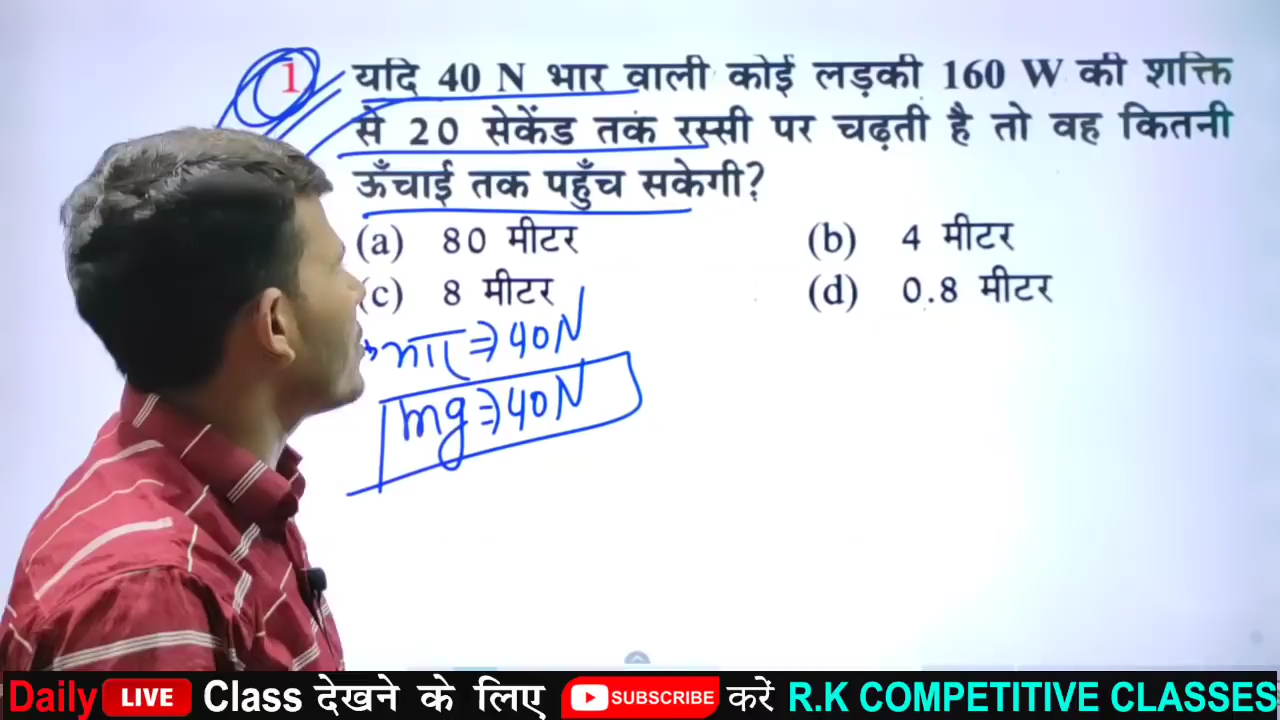 1 यदि 40 N भार वाली कोई लड़की 160 W की शक्ति
से 20 सेकेंड तक रस्सी पर चढ़ती है तो वह कितनी
ऊँचाई तक पहुँच सकेगी?
(a) 80 मीटर (b) 4 मीटर
(c) 8 मीटर (d) 0.8 मीटर
भार ⇒ 40N
mg ⇒ 40N
Daily LIVE Class देखने के लिए SUBSCRIBE करें R.K COMPETITIVE CLASSES